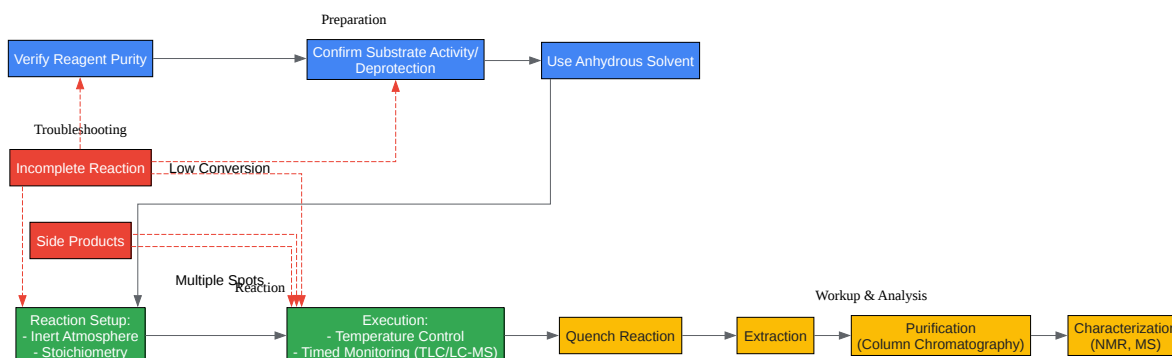 Preparation
Verify Reagent Purity
Confirm Substrate Activity/
Deprotection
Use Anhydrous Solvent
Troubleshooting
Incomplete Reaction
Low Conversion
Side Products
Multiple Spots
Reaction
Workup & Analysis
Reaction Setup:
- Inert Atmosphere
- Stoichiometry
Execution:
- Temperature Control
- Timed Monitoring (TLC/LC-MS)
Quench Reaction
Extraction
Purification
(Column Chromatography)
Characterization
(NMR, MS)